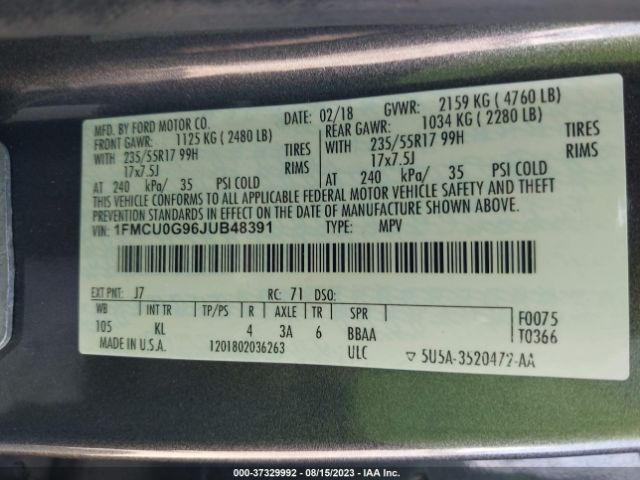 MFD. BY FORD MOTOR CO. DATE: 02/18 GVWR: 2159 KG ( 4760 LB)
FRONT GAWR: 1125 KG ( 2480 LB) REAR GAWR: 1034 KG ( 2280 LB)
WITH 235/55R17 99H TIRES WITH 235/55R17 99H TIRES
17x7.5J RIMS 17x7.5J RIMS
AT 240 kPa/ 35 PSI COLD AT 240 kPa/ 35 PSI COLD
THIS VEHICLE CONFORMS TO ALL APPLICABLE FEDERAL MOTOR VEHICLE SAFETY AND THEFT
PREVENTION STANDARDS IN EFFECT ON THE DATE OF MANUFACTURE SHOWN ABOVE.
VIN: 1FMCU0G96JUB48391 TYPE: MPV
EXT PNT: J7 RC: 71 DSO:
WB INT TR TP/PS R AXLE TR SPR F0075
105 KL 4 3A 6 BBAA T0366
MADE IN U.S.A. 1201802036263 ULC ▽ 5U5A-3520472-AA
000-37329992 - 08/15/2023 - IAA Inc.